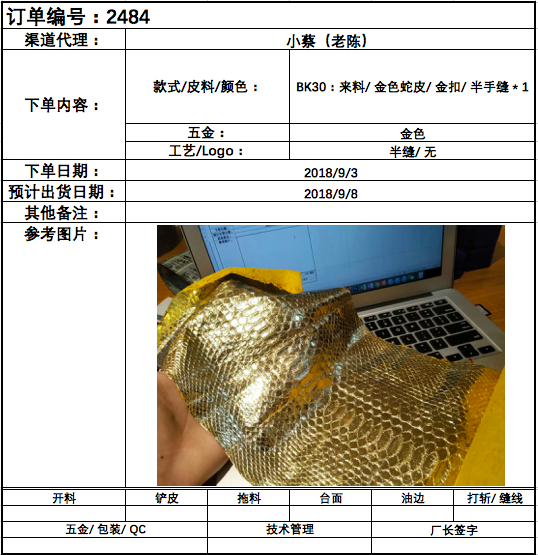 订单编号：2484
渠道代理： 小蔡（老陈）
下单内容： 款式/皮料/颜色： BK30：来料/ 金色蛇皮/ 金扣/ 半手缝 * 1
五金： 金色
工艺/Logo： 半缝/ 无
下单日期： 2018/9/3
预计出货日期： 2018/9/8
其他备注：
参考图片：
开料 铲皮 拖料 台面 油边 打斩/ 缝线
五金/ 包装/ QC 技术管理 厂长签字